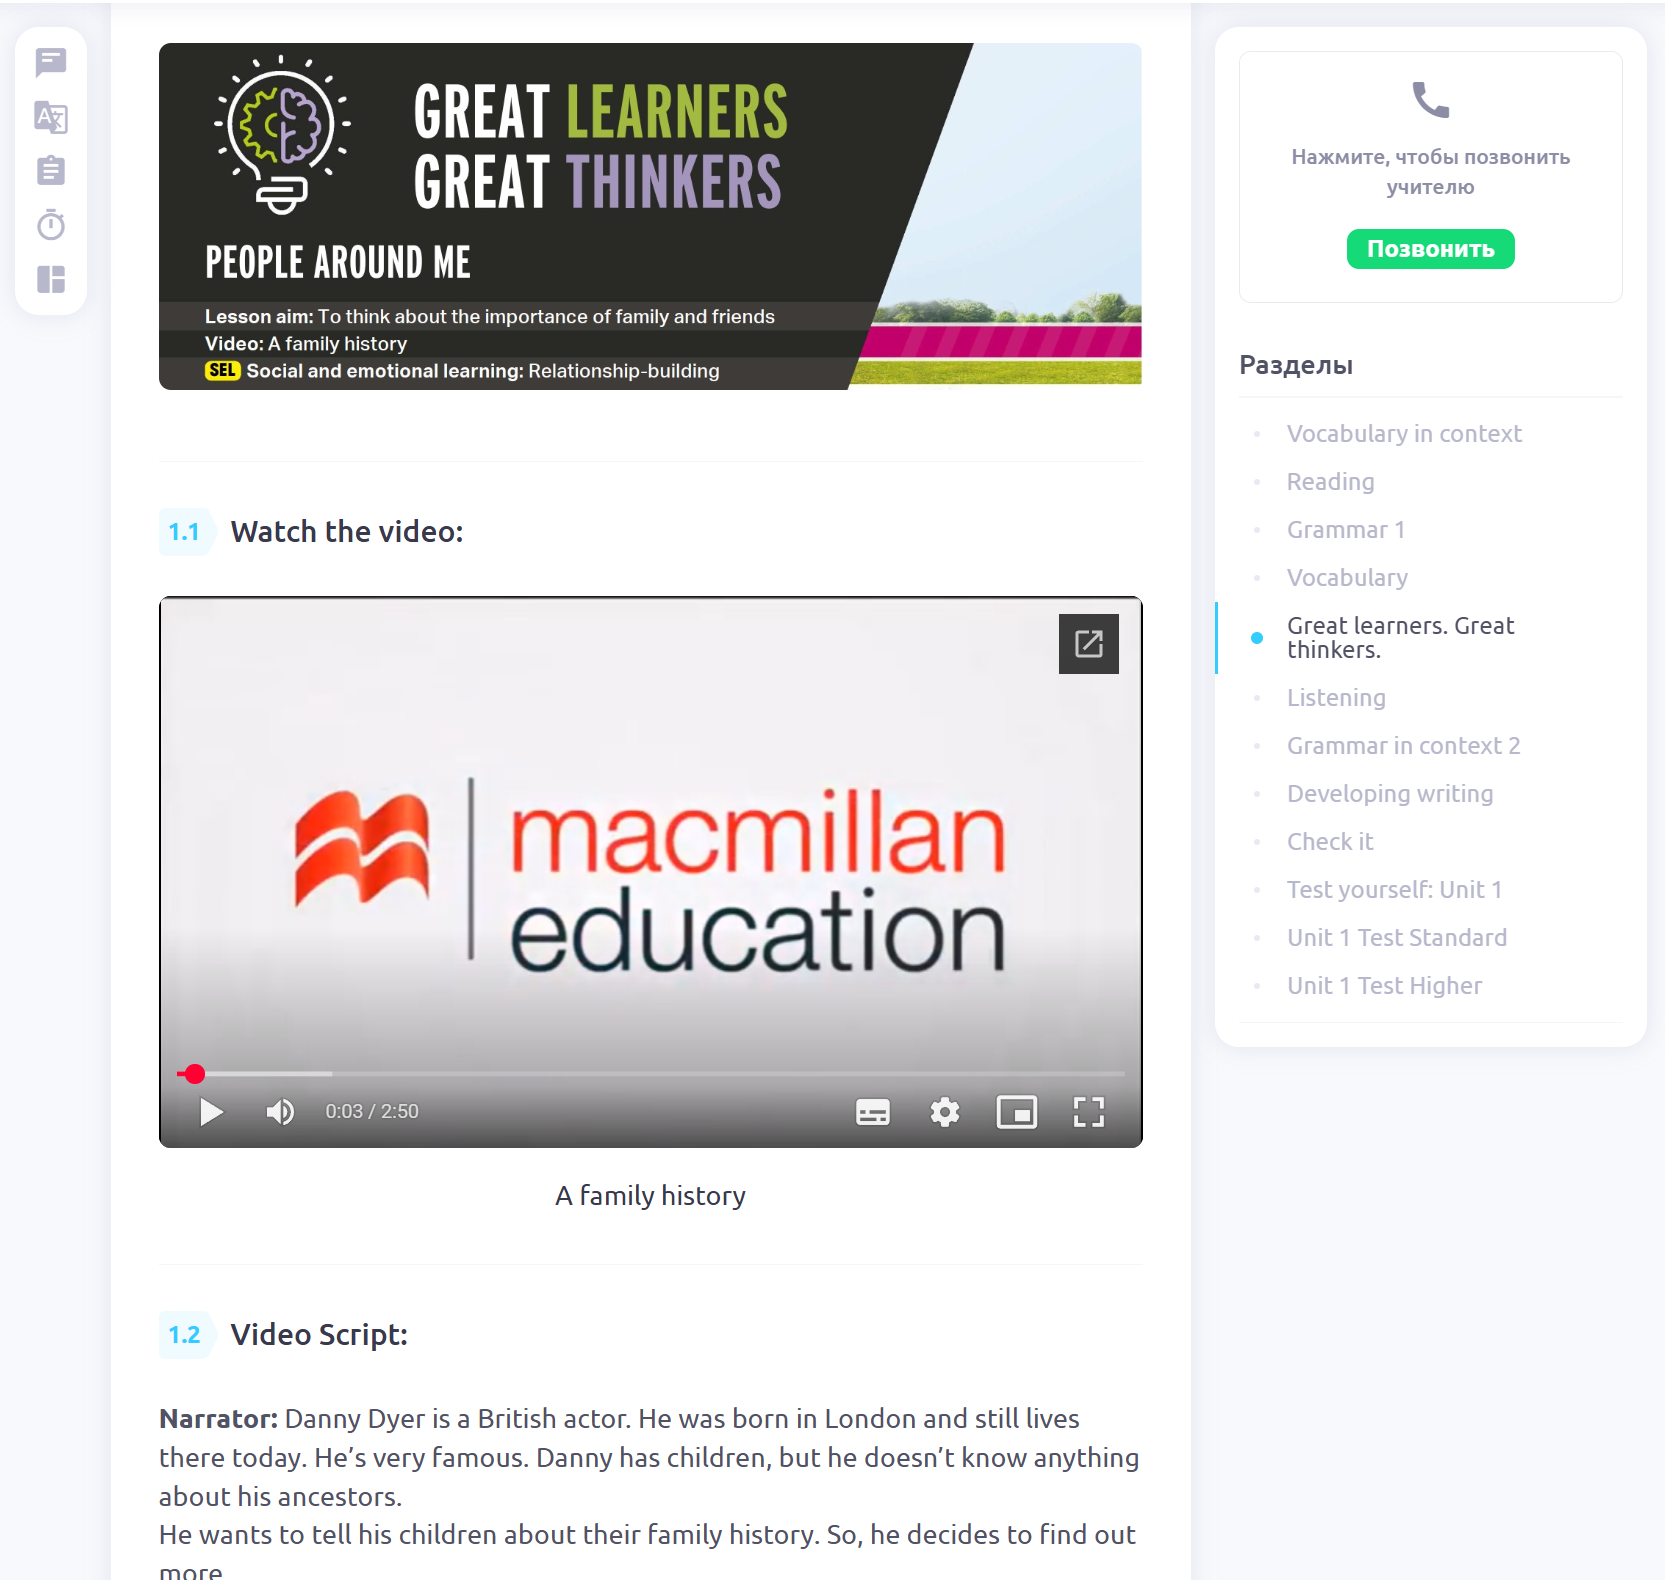 GREAT LEARNERS
GREAT THINKERS
PEOPLE AROUND ME
Lesson aim: To think about the importance of family and friends
Video: A family history
SEL Social and emotional learning: Relationship-building
1.1 Watch the video:
macmillan
education
0:03 / 2:50
A family history
1.2 Video Script:
Narrator: Danny Dyer is a British actor. He was born in London and still lives
there today. He’s very famous. Danny has children, but he doesn’t know anything
about his ancestors.
He wants to tell his children about their family history. So, he decides to find out
more
Нажмите, чтобы позвонить
учителю
Позвонить
Разделы
Vocabulary in context
Reading
Grammar 1
Vocabulary
Great learners. Great
thinkers.
Listening
Grammar in context 2
Developing writing
Check it
Test yourself: Unit 1
Unit 1 Test Standard
Unit 1 Test Higher